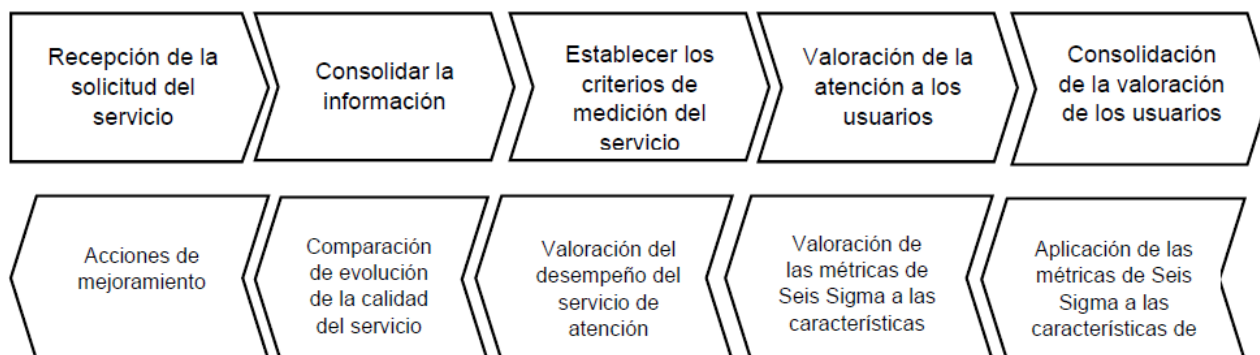 Recepción de la
solicitud del
servicio
Consolidar la
información
Establecer los
criterios de
medición del
servicio
Valoración de la
atención a los
usuarios
Consolidación
de la valoración
de los usuarios
Acciones de
mejoramiento
Comparación
de evolución
de la calidad
del servicio
Valoración del
desempeño del
servicio de
atención
Valoración de
las métricas de
Seis Sigma a las
características
Aplicación de las
métricas de Seis
Sigma a las
características de